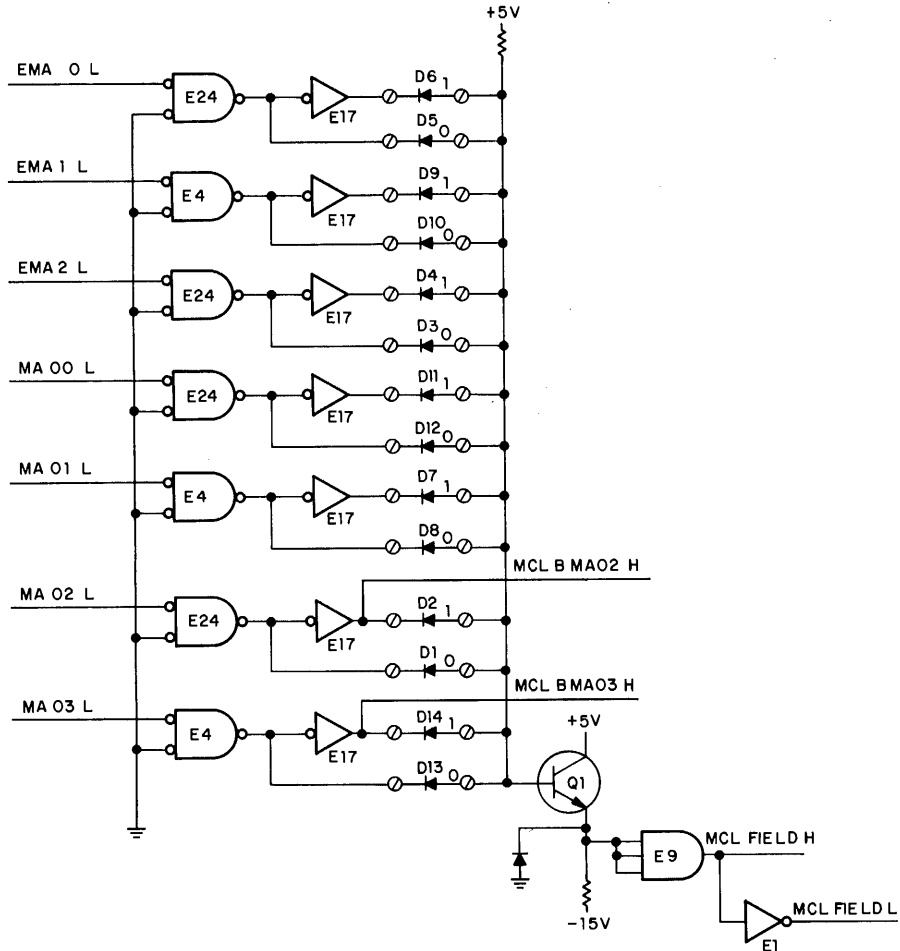 +5V
EMA 0 L
E24
E17
D6 1
D5 0
EMA 1 L
E4
E17
D9 1
D10 0
EMA 2 L
E24
E17
D4 1
D3 0
MA 00 L
E24
E17
D11 1
D12 0
MA 01 L
E4
E17
D7 1
D8 0
MCL B MA02 H
MA 02 L
E24
E17
D2 1
D1 0
MCL B MA03 H
MA 03 L
E4
E17
D14 1
D13 0
+5V
Q1
E9
MCL FIELD H
-15V
MCL FIELD L
E1